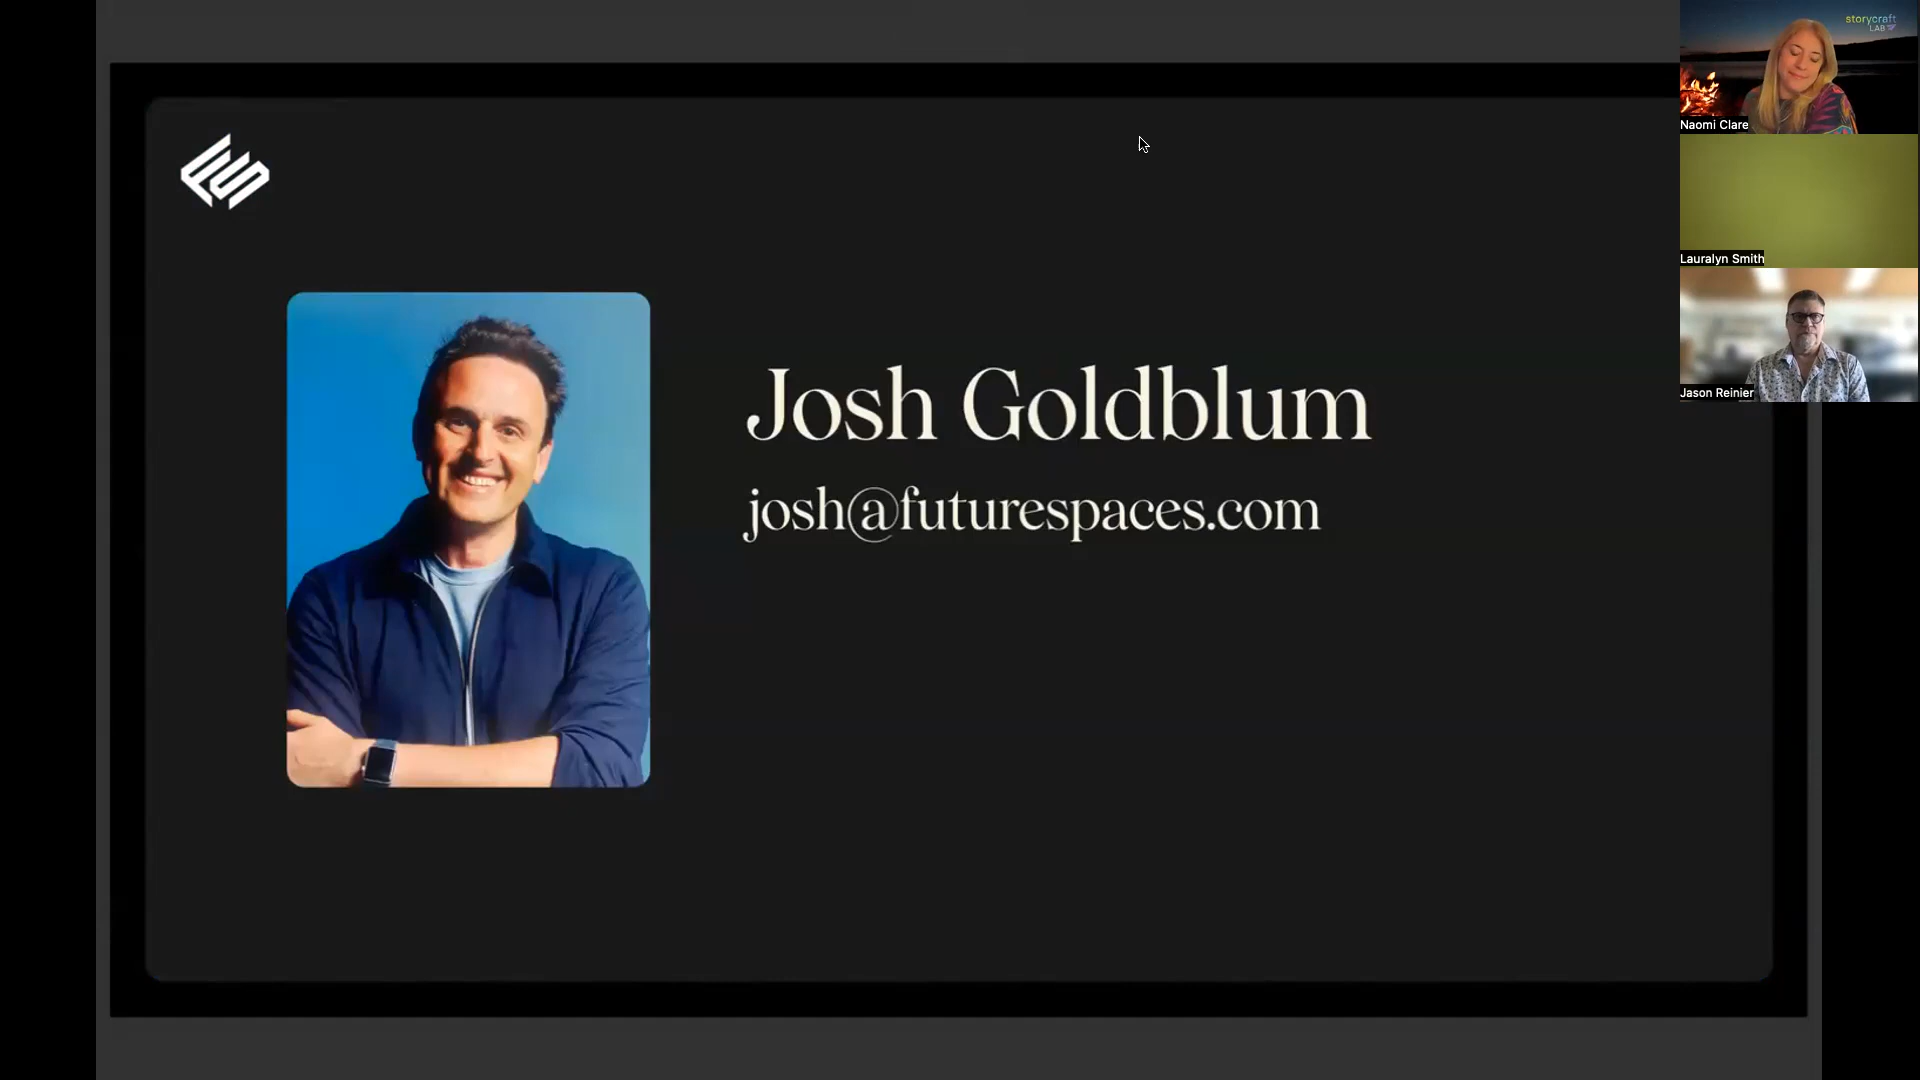 Josh Goldblum
josh@futurespaces.com
storycraft
LAB
Naomi Clare
Lauralyn Smith
Jason Reinier